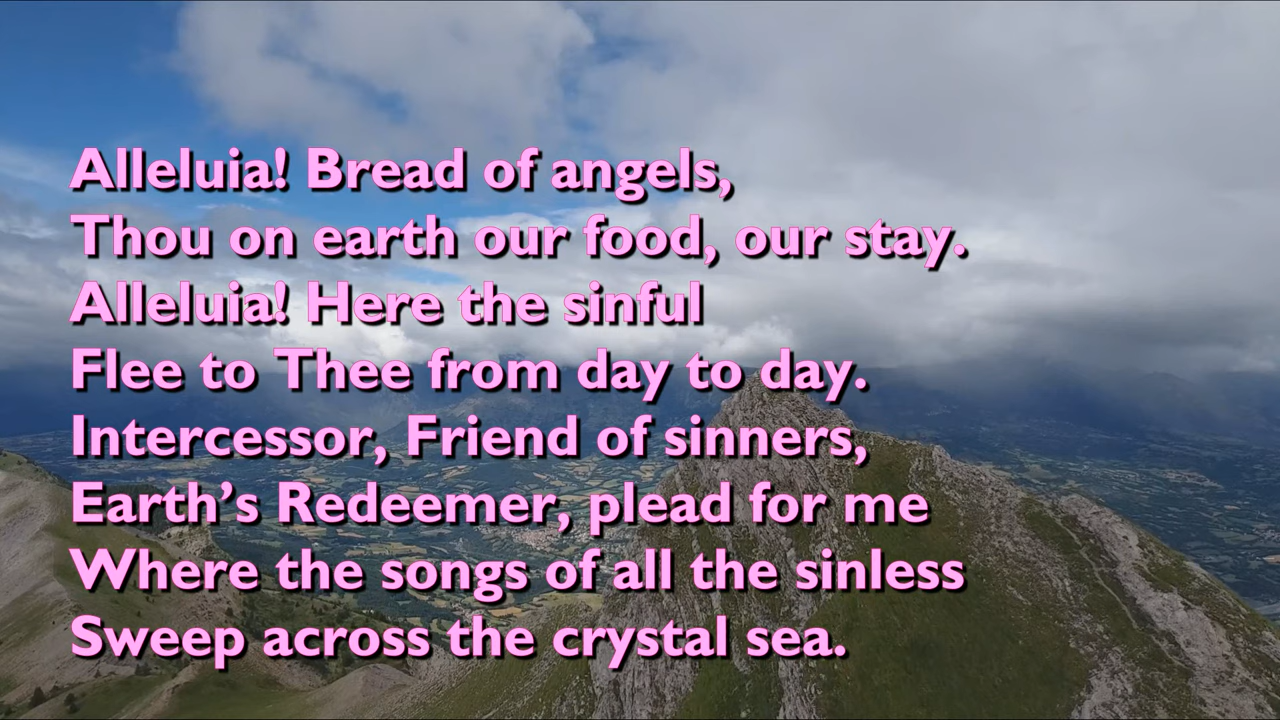 Alleluia! Bread of angels,
Thou on earth our food, our stay.
Alleluia! Here the sinful
Flee to Thee from day to day.
Intercessor, Friend of sinners,
Earth’s Redeemer, plead for me
Where the songs of all the sinless
Sweep across the crystal sea.